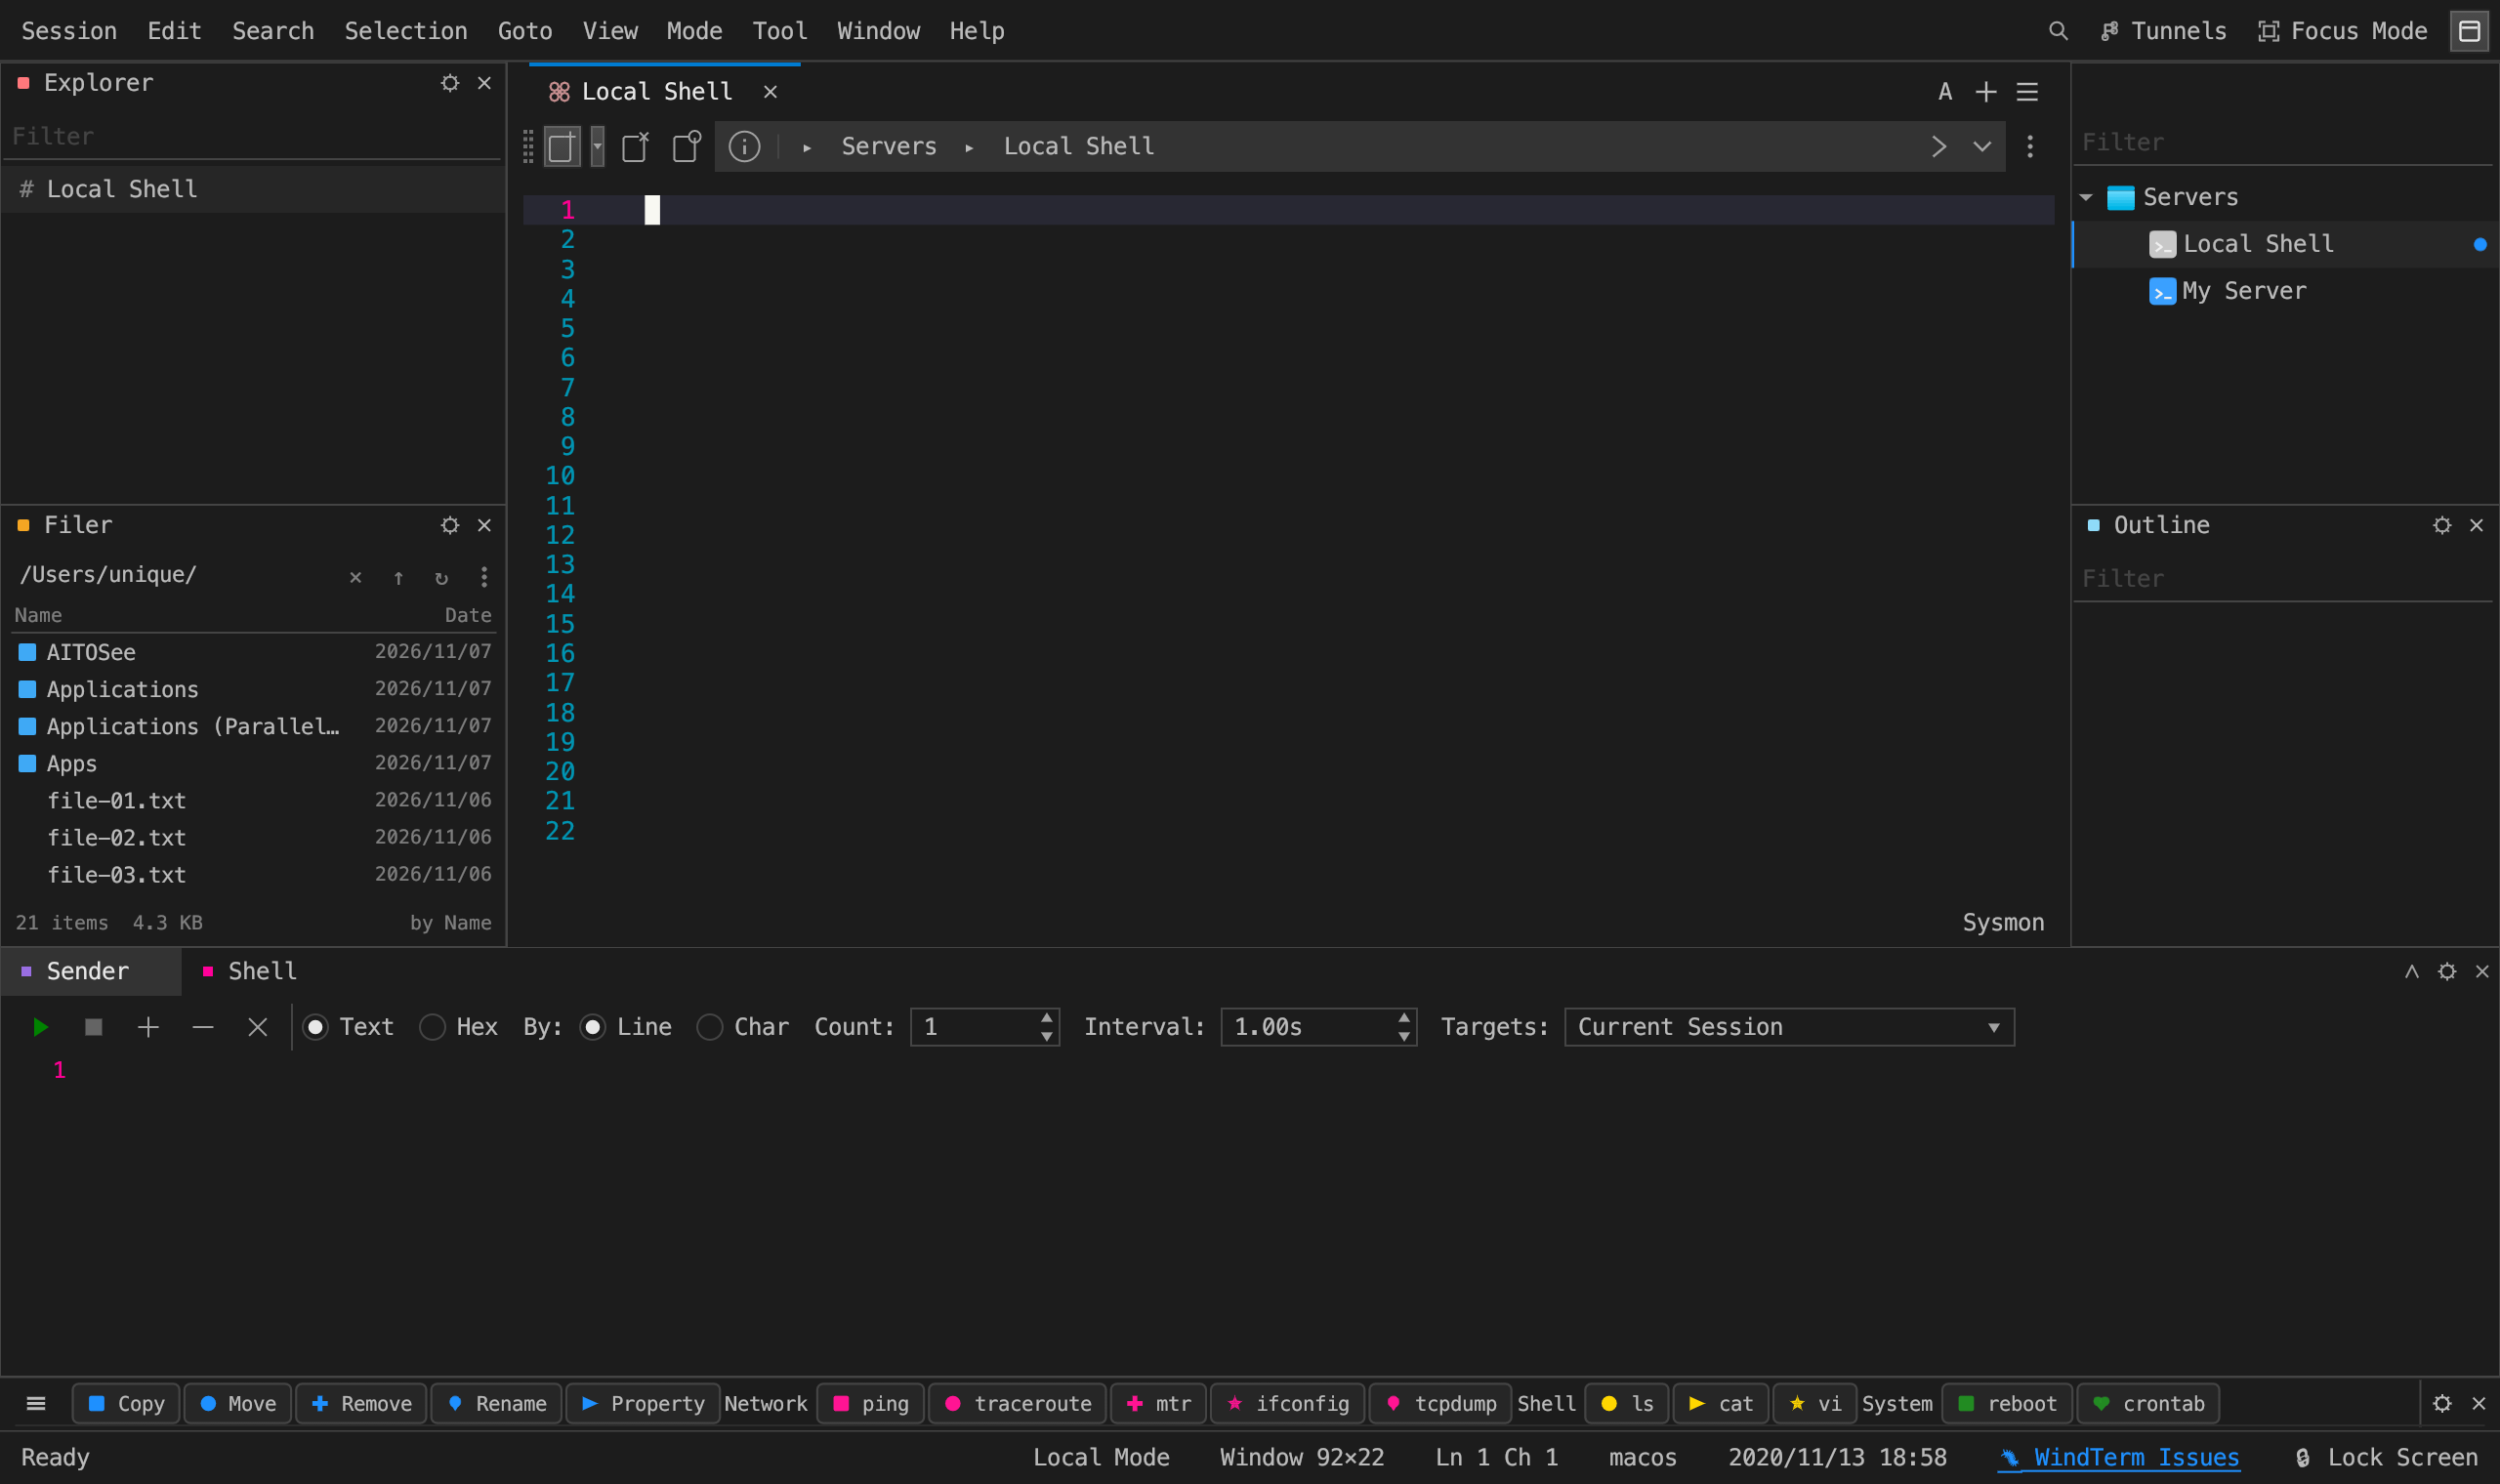 Session Edit Search Selection Goto View Mode Tool Window Help Tunnels Focus Mode
Explorer
Filter
# Local Shell
Filer
/Users/unique/
Name Date
AITOSee 2026/11/07
Applications 2026/11/07
Applications (Parallel… 2026/11/07
Apps 2026/11/07
file-01.txt 2026/11/06
file-02.txt 2026/11/06
file-03.txt 2026/11/06
21 items 4.3 KB by Name
Local Shell
A
Servers Local Shell
1
2
3
4
5
6
7
8
9
10
11
12
13
14
15
16
17
18
19
20
21
22
Sysmon
Filter
Servers
Local Shell
My Server
Outline
Filter
Sender Shell
Text Hex By: Line Char Count: 1 Interval: 1.00s Targets: Current Session
1
Copy Move Remove Rename Property Network ping traceroute mtr ifconfig tcpdump Shell ls cat vi System reboot crontab
Ready Local Mode Window 92×22 Ln 1 Ch 1 macos 2020/11/13 18:58 WindTerm Issues Lock Screen